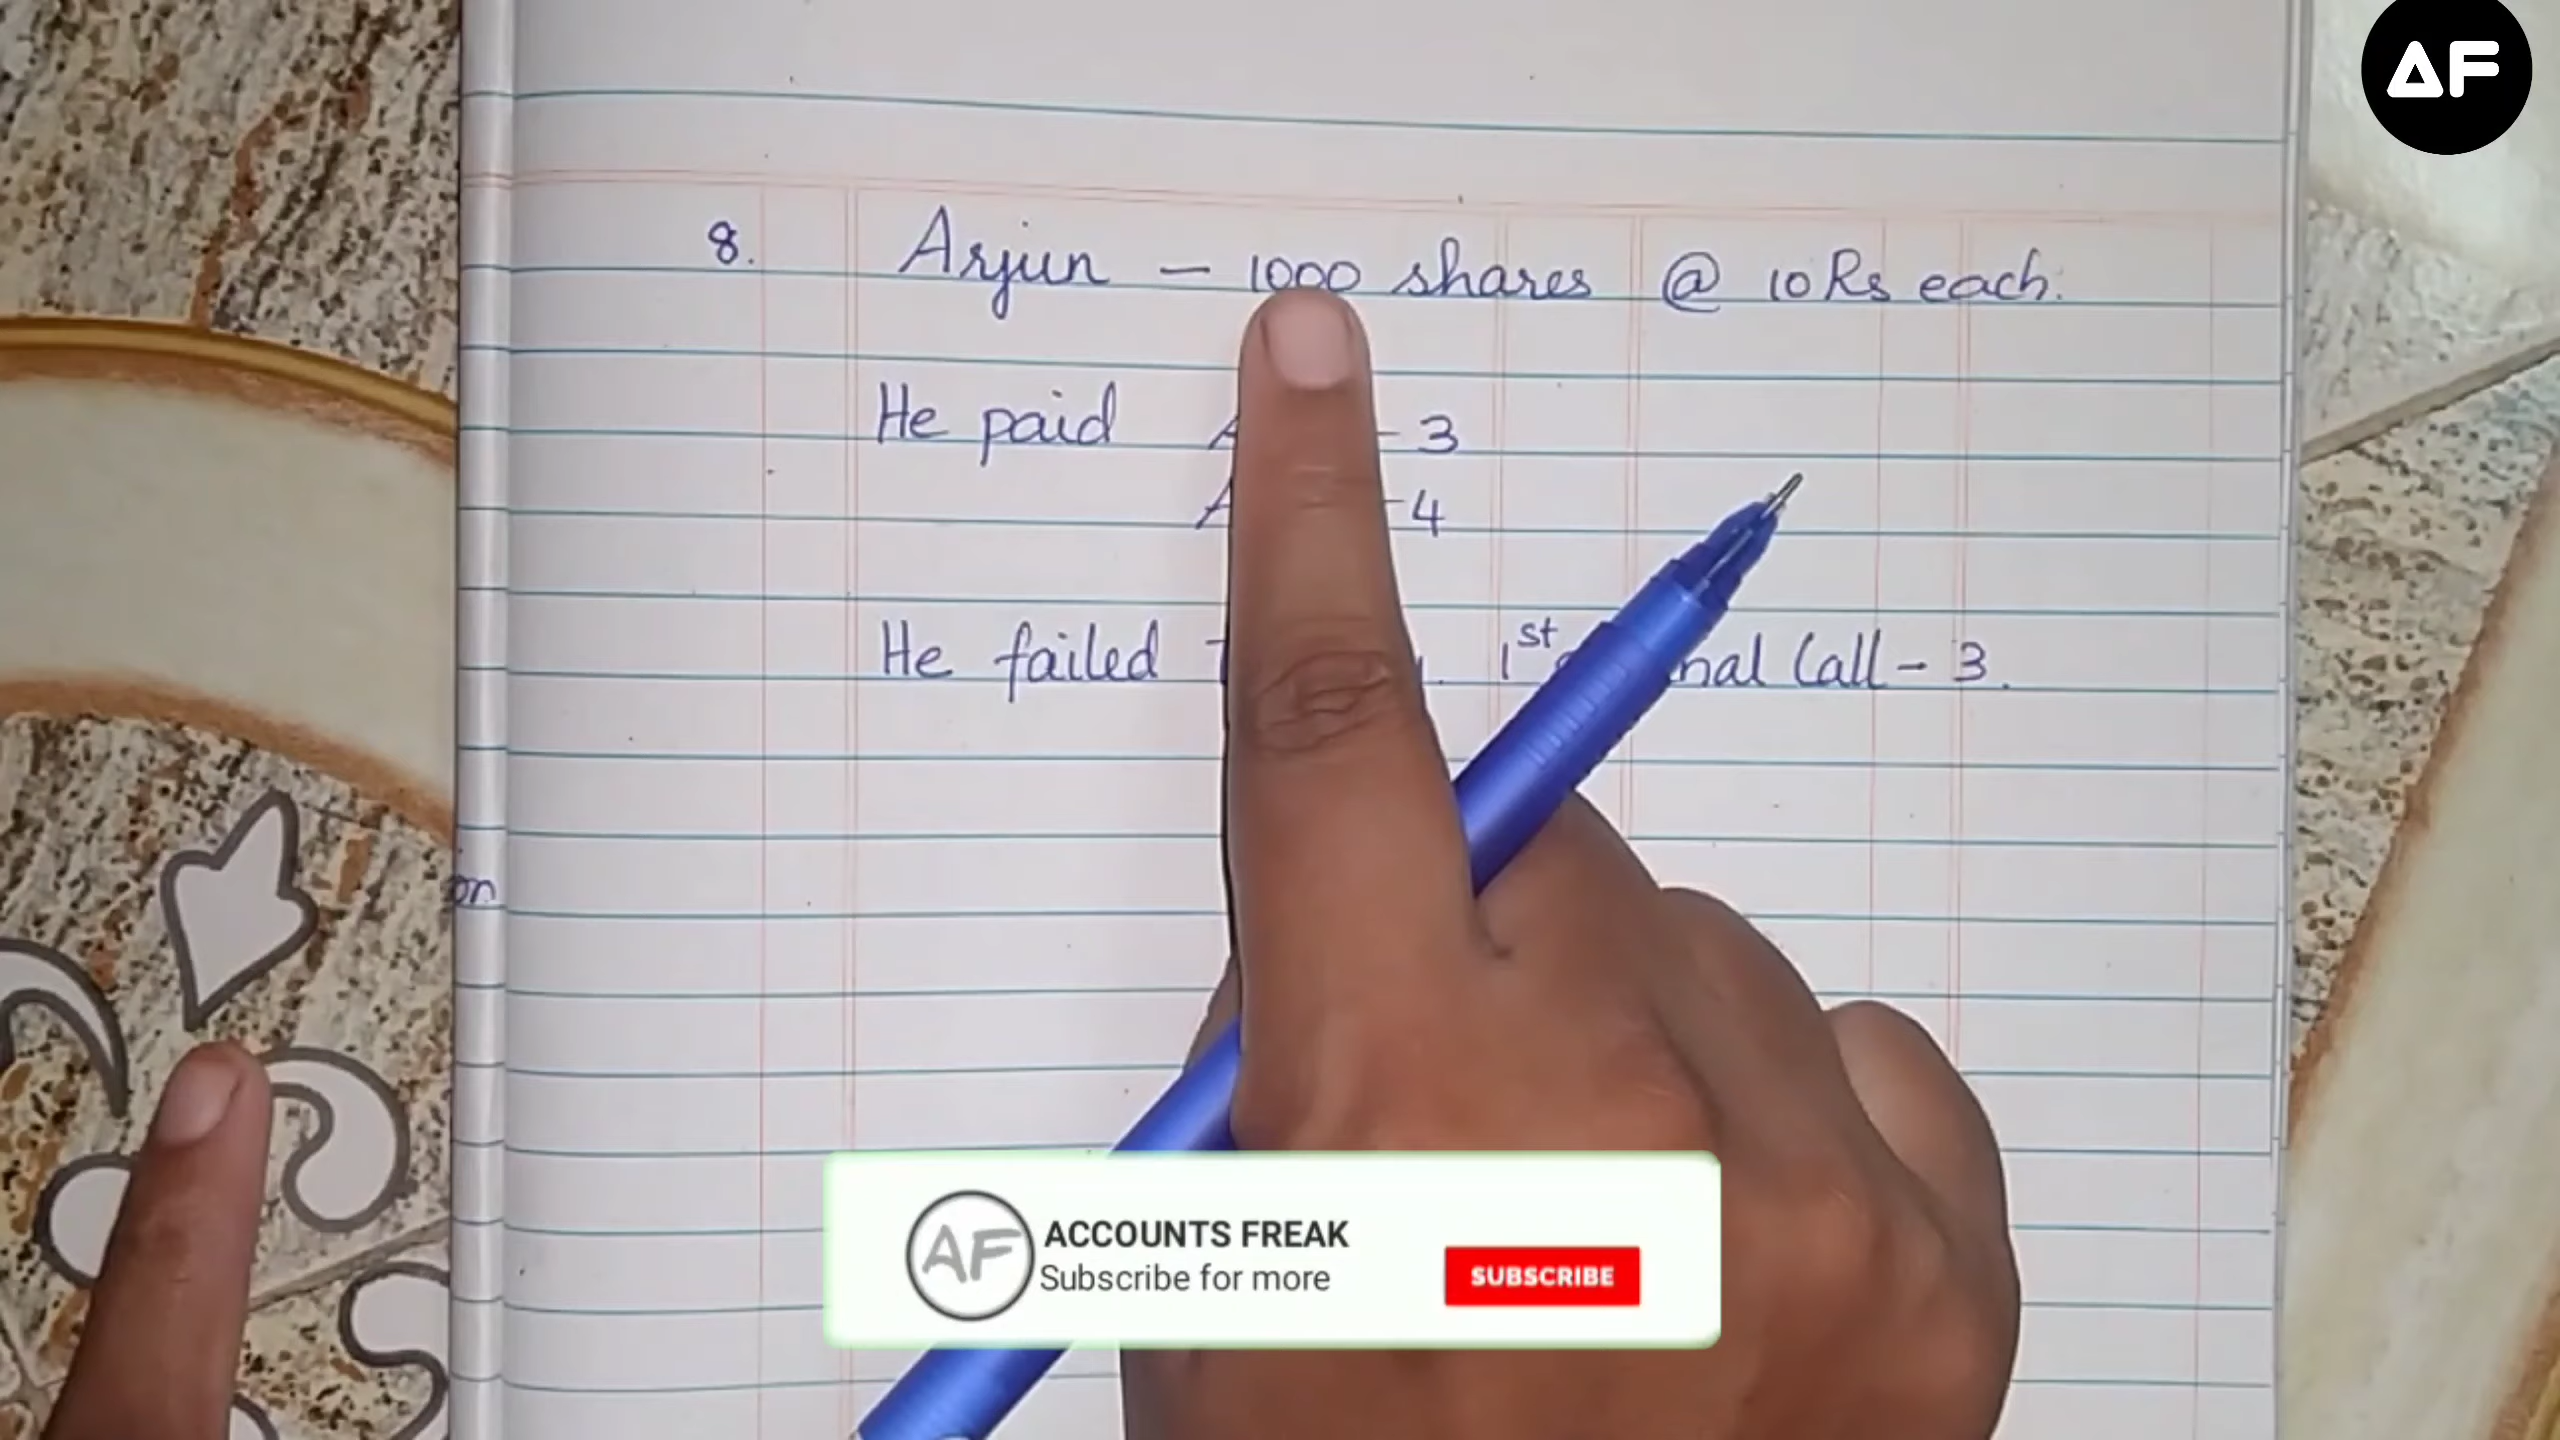 AF
8. Arjun – 1000 shares @ 10 Rs each.
He paid – 3
– 4
He failed 1st Call – 3.
on
AF ACCOUNTS FREAK
Subscribe for more
SUBSCRIBE